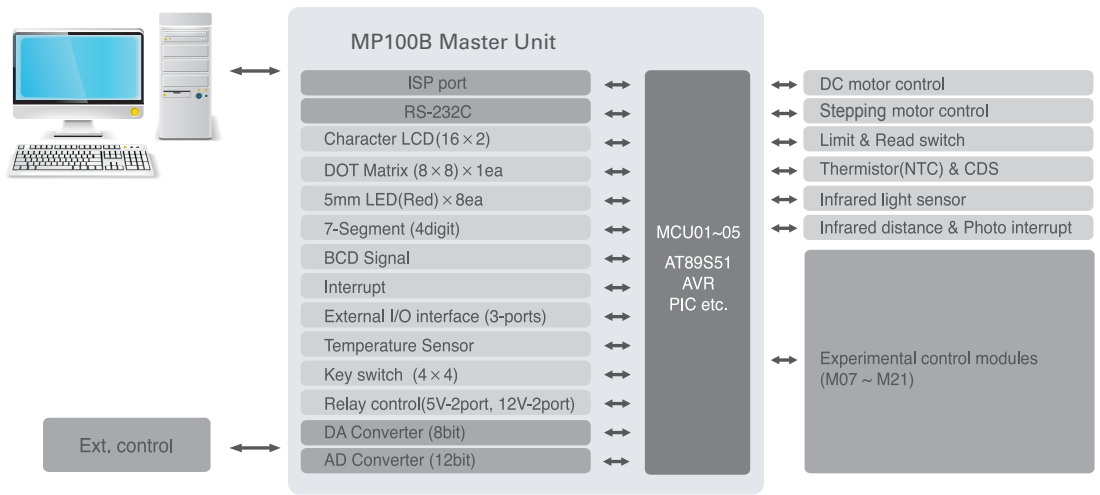 MP100B Master Unit
ISP port
RS-232C
Character LCD(16×2)
DOT Matrix (8×8)×1ea
5mm LED(Red)×8ea
7-Segment (4digit)
BCD Signal
Interrupt
External I/O interface (3-ports)
Temperature Sensor
Key switch (4×4)
Relay control(5V-2port, 12V-2port)
DA Converter (8bit)
AD Converter (12bit)
MCU01~05
AT89S51
AVR
PIC etc.
DC motor control
Stepping motor control
Limit & Read switch
Thermistor(NTC) & CDS
Infrared light sensor
Infrared distance & Photo interrupt
Experimental control modules
(M07 ~ M21)
Ext. control